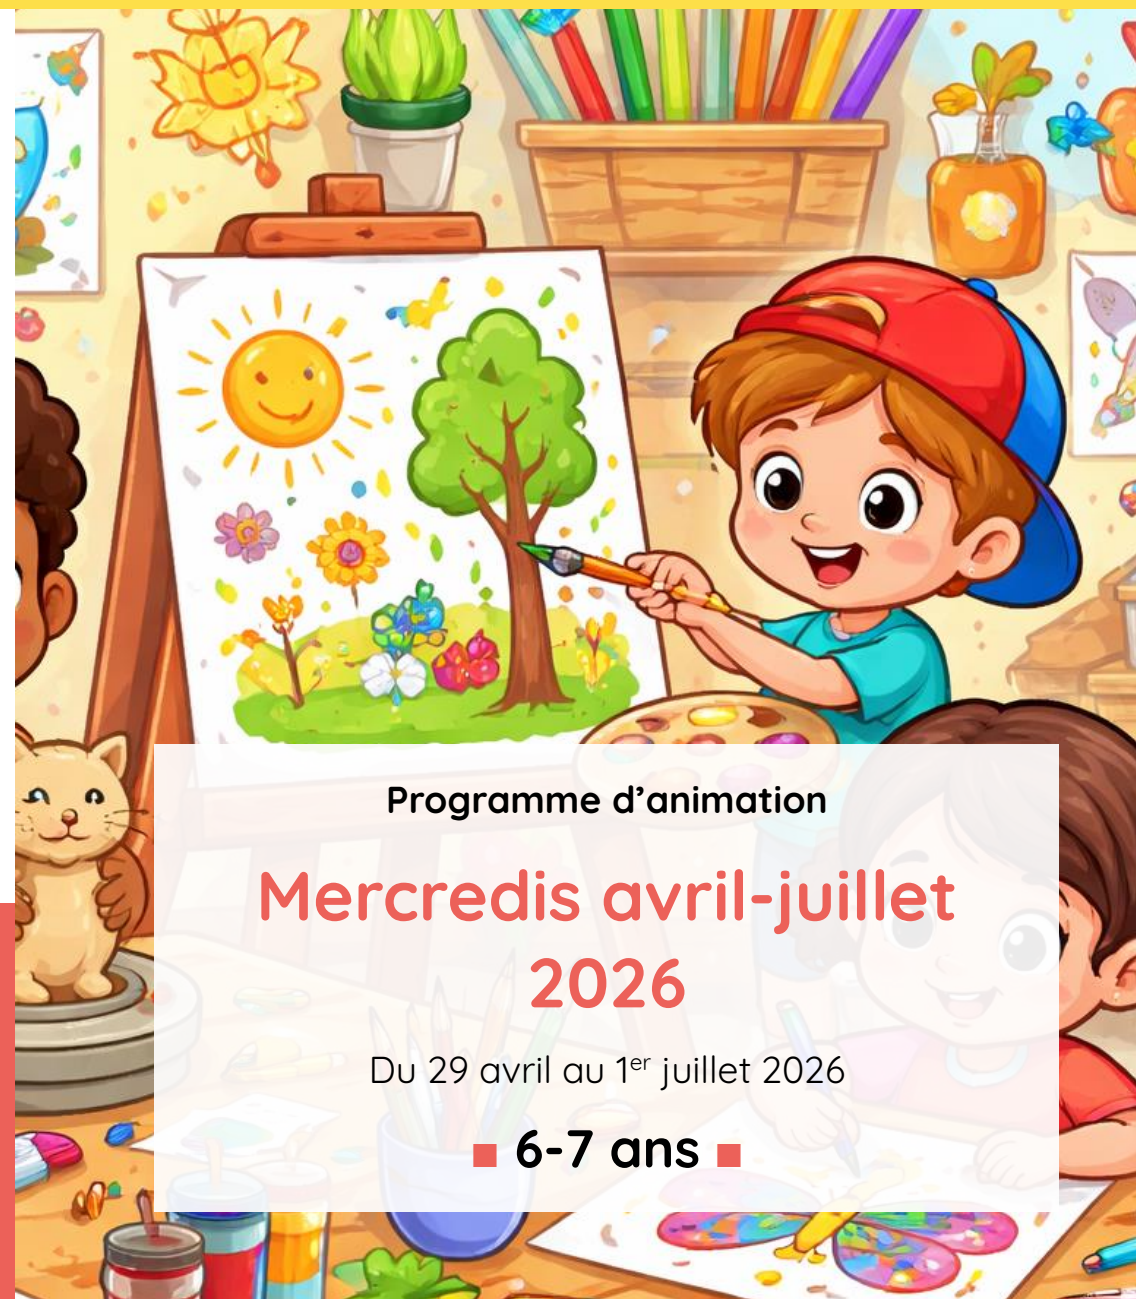 Programme d’animation
Mercredis avril-juillet
2026
Du 29 avril au 1er juillet 2026
6-7 ans